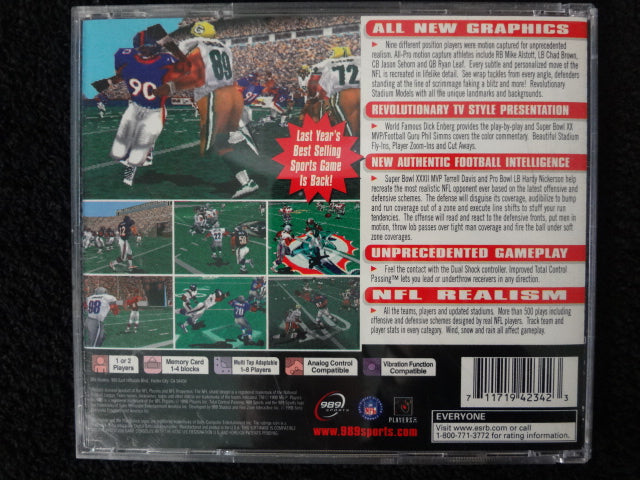 ALL NEW GRAPHICS
Nine different position players were motion captured for unprecedented
realism. All-Pro motion capture athletes include RB Mike Alstott, LB Chad Brown,
CB Jason Sehorn and QB Ryan Leaf. Every subtle and personalized move of the
NFL is recreated in lifelike detail. See wrap tackles from every angle, defenders
standing at the line of scrimmage faking a blitz and more! Revolutionary
Stadium Models with all the unique landmarks and backgrounds.
REVOLUTIONARY TV STYLE PRESENTATION
World Famous Dick Enberg provides the play-by-play and Super Bowl XX
MVP/Football Guru Phil Simms covers the color commentary. Beautiful Stadium
Fly-Ins, Player Zoom-Ins and Cut Aways.
NEW AUTHENTIC FOOTBALL INTELLIGENCE
Super Bowl XXXII MVP Terrell Davis and Pro Bowl LB Hardy Nickerson help
recreate the most realistic NFL opponent ever based on the latest offensive and
defensive schemes. The defense will disguise its coverage, audibilize to bump
and run coverage out of a zone and execute line shifts to stuff your run
tendencies. The offense will read and react to the defensive fronts, put men in
motion, throw lob passes over tight man coverage and fire the ball under soft
zone coverages.
UNPRECEDENTED GAMEPLAY
Feel the contact with the Dual Shock controller. Improved Total Control
Passing™ lets you lead or underthrow receivers in any direction.
NFL REALISM
All the teams, players and updated stadiums. More than 500 plays including
offensive and defensive schemes designed by real NFL players. Track team and
player stats in every category. Wind, snow and rain all affect gameplay.
90
89
72
Last Year's
Best Selling
Sports Game
Is Back!
98
1 or 2
Players
Memory Card
1-4 blocks
Multi Tap Adaptable
1-8 Players
Analog Control
Compatible
Vibration Function
Compatible
989
SPORTS
NFL
PLAYERS
www.989sports.com
7 11719 42342 3
EVERYONE
Visit www.esrb.com or call
1-800-771-3772 for rating information.